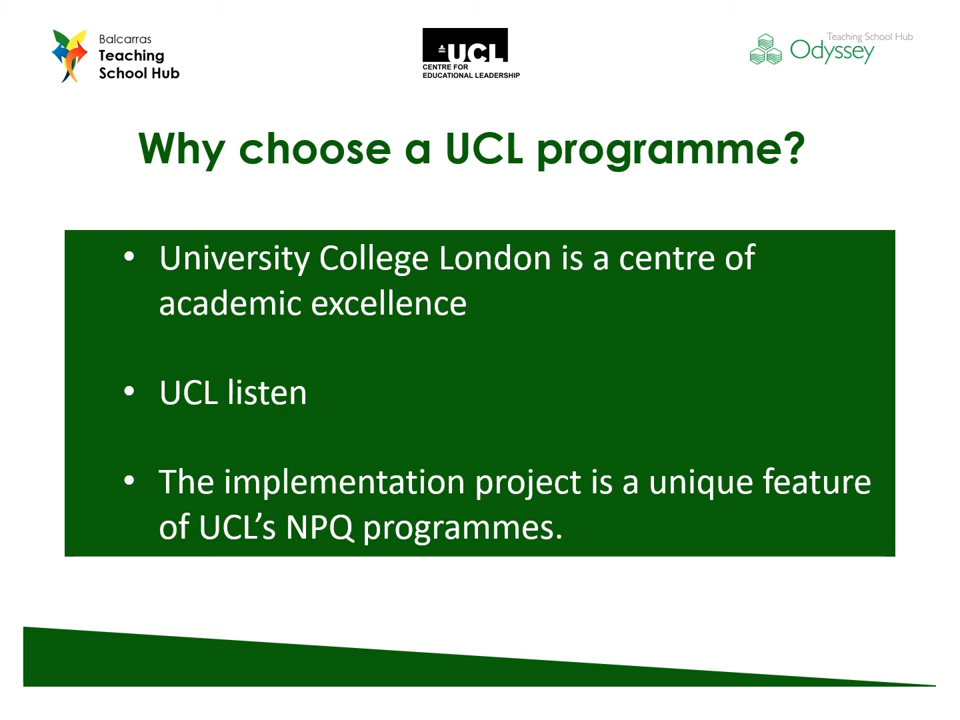 Balcarras
Teaching
School Hub
UCL
CENTRE FOR
EDUCATIONAL LEADERSHIP
Teaching School Hub
Odyssey
Why choose a UCL programme?
• University College London is a centre of
academic excellence
• UCL listen
• The implementation project is a unique feature
of UCL’s NPQ programmes.